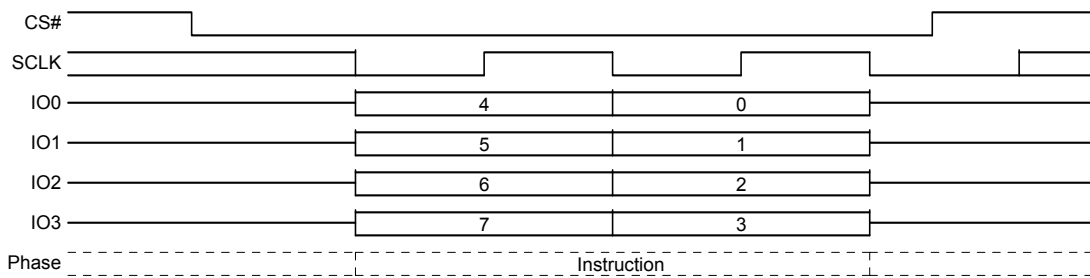 CS#
SCLK
IO0 4 0
IO1 5 1
IO2 6 2
IO3 7 3
Phase Instruction